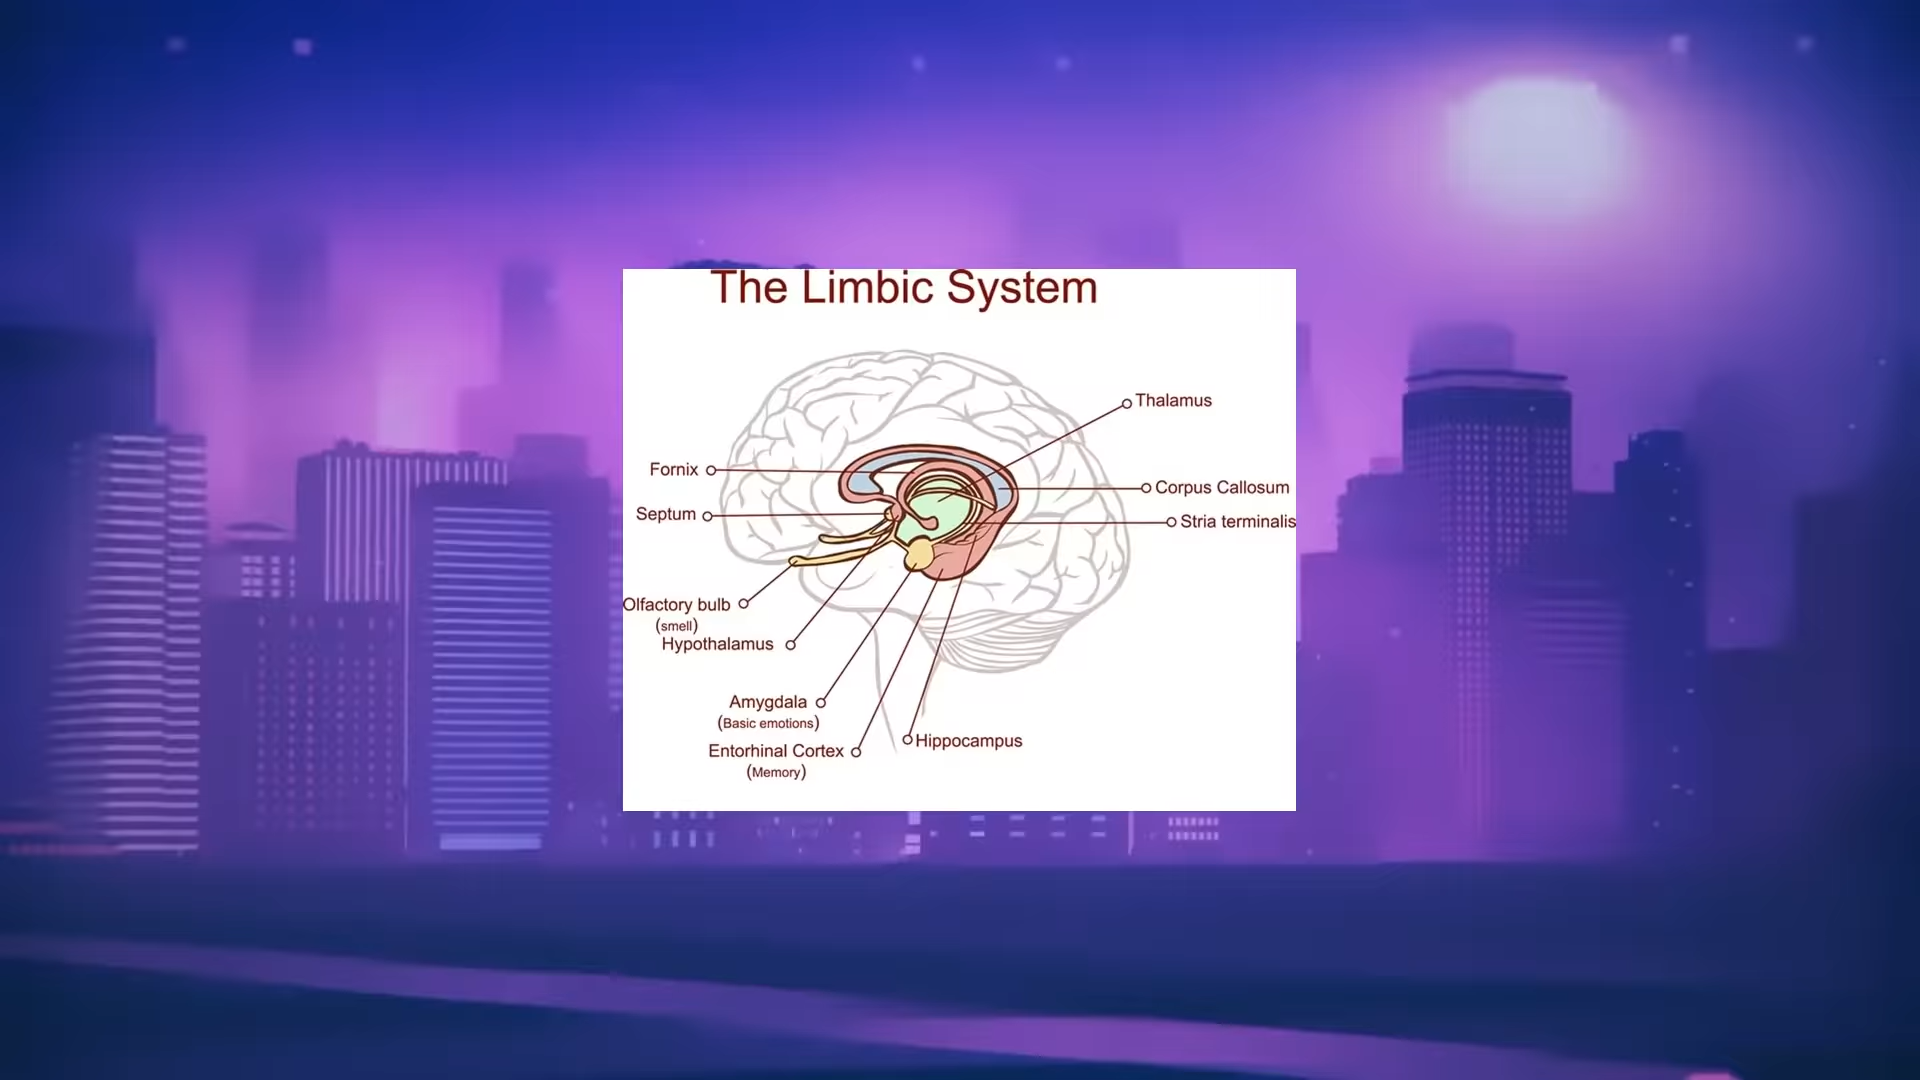 The Limbic System
Thalamus
Fornix
Corpus Callosum
Septum
Stria terminalis
Olfactory bulb
(smell)
Hypothalamus
Amygdala
(Basic emotions)
Entorhinal Cortex
(Memory)
Hippocampus